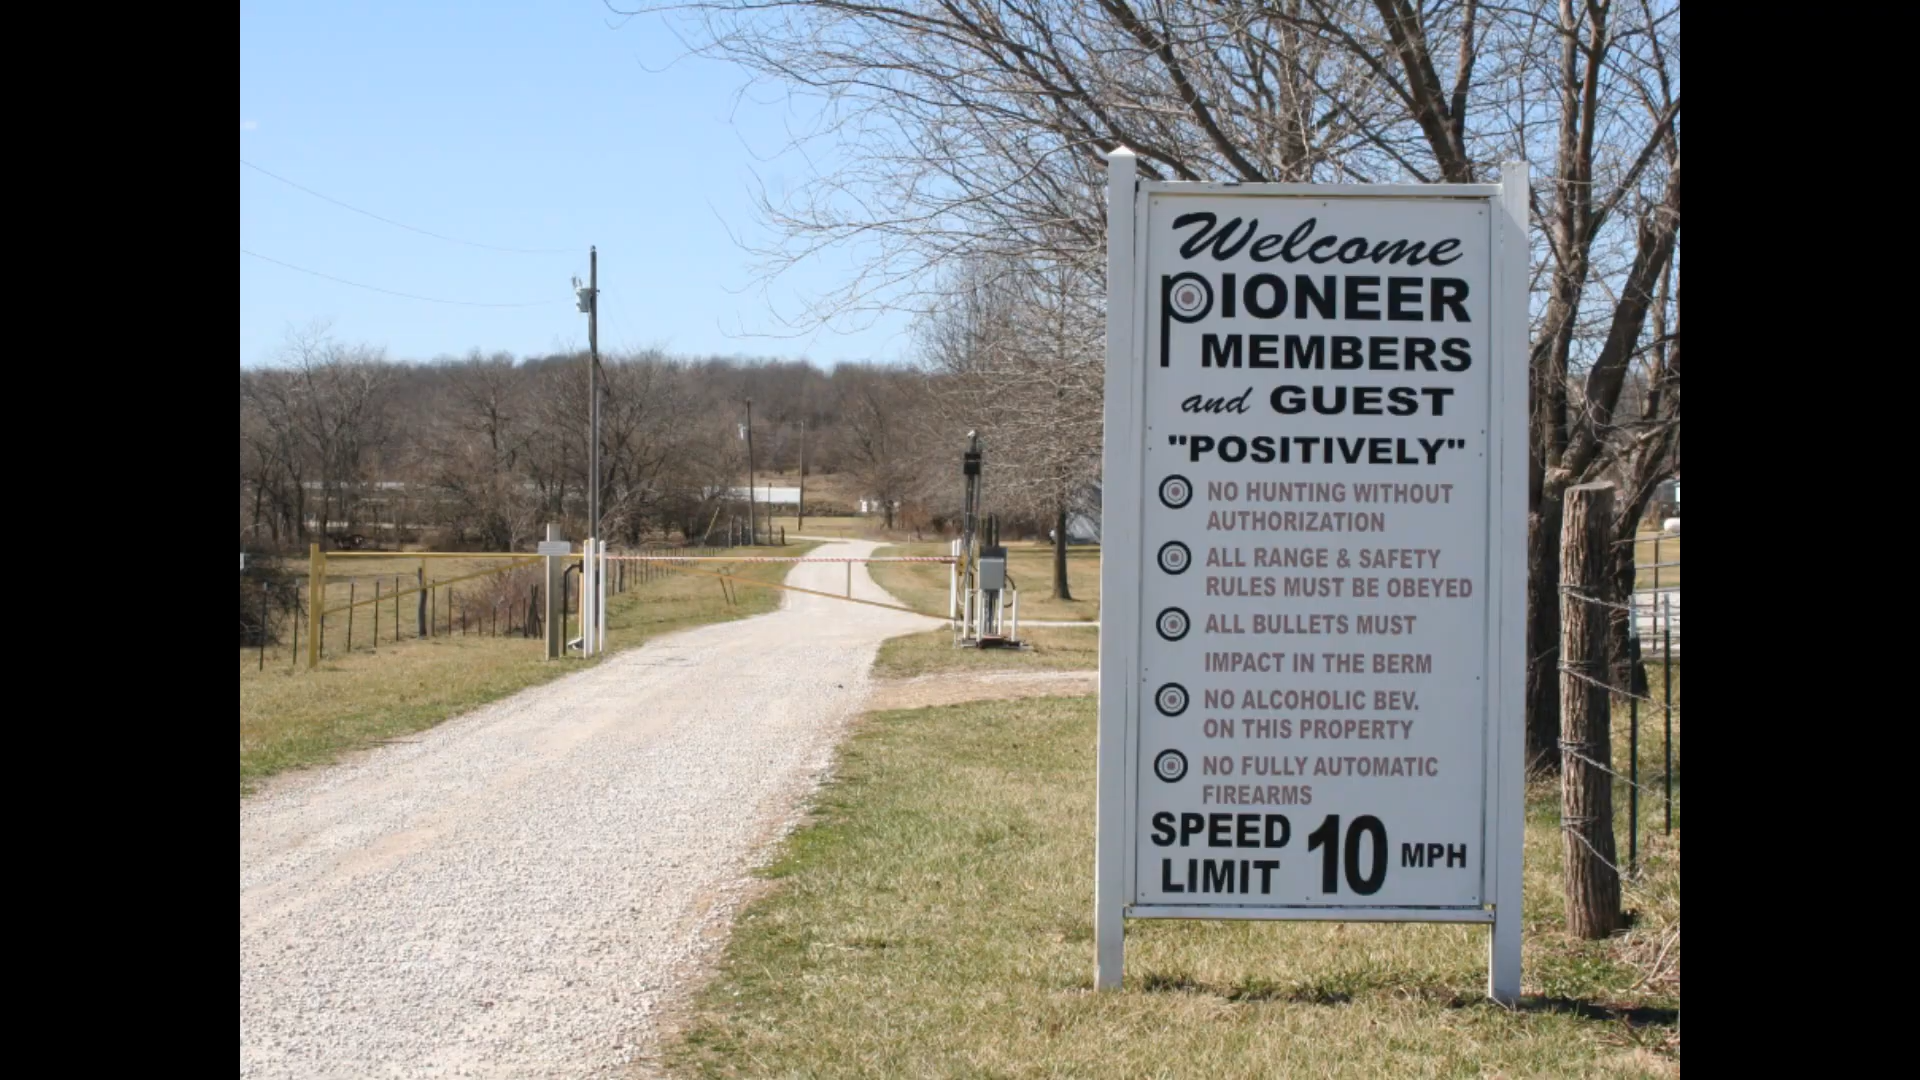 Welcome
PIONEER
MEMBERS
and GUEST
"POSITIVELY"
NO HUNTING WITHOUT
AUTHORIZATION
ALL RANGE & SAFETY
RULES MUST BE OBEYED
ALL BULLETS MUST
IMPACT IN THE BERM
NO ALCOHOLIC BEV.
ON THIS PROPERTY
NO FULLY AUTOMATIC
FIREARMS
SPEED
LIMIT 10 MPH